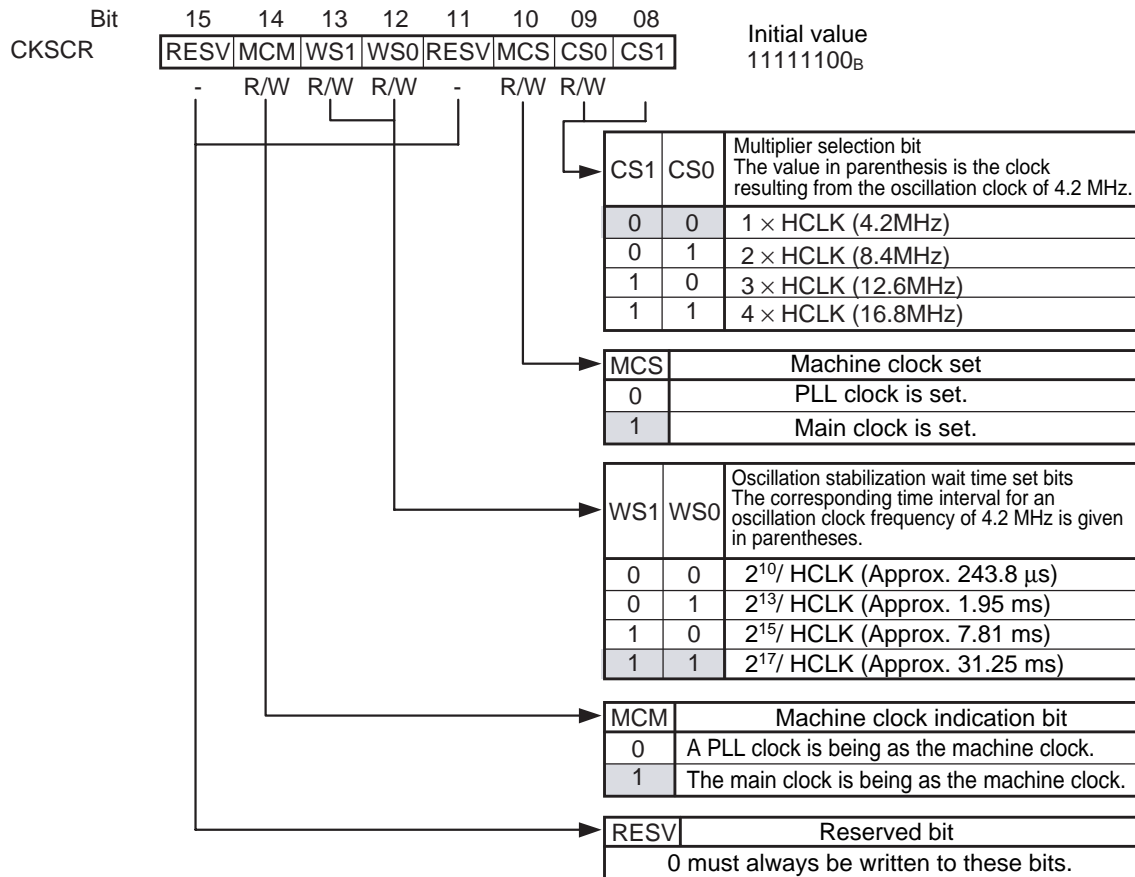 Bit 15 14 13 12 11 10 09 08
CKSCR RESV MCM WS1 WS0 RESV MCS CS0 CS1
Initial value
11111100B
- R/W R/W R/W - R/W R/W
CS1 CS0 Multiplier selection bit
The value in parenthesis is the clock
resulting from the oscillation clock of 4.2 MHz.
0 0 1 × HCLK (4.2MHz)
0 1 2 × HCLK (8.4MHz)
1 0 3 × HCLK (12.6MHz)
1 1 4 × HCLK (16.8MHz)
MCS Machine clock set
0 PLL clock is set.
1 Main clock is set.
WS1 WS0 Oscillation stabilization wait time set bits
The corresponding time interval for an
oscillation clock frequency of 4.2 MHz is given
in parentheses.
0 0 2¹⁰/ HCLK (Approx. 243.8 μs)
0 1 2¹³/ HCLK (Approx. 1.95 ms)
1 0 2¹⁵/ HCLK (Approx. 7.81 ms)
1 1 2¹⁷/ HCLK (Approx. 31.25 ms)
MCM Machine clock indication bit
0 A PLL clock is being as the machine clock.
1 The main clock is being as the machine clock.
RESV Reserved bit
0 must always be written to these bits.